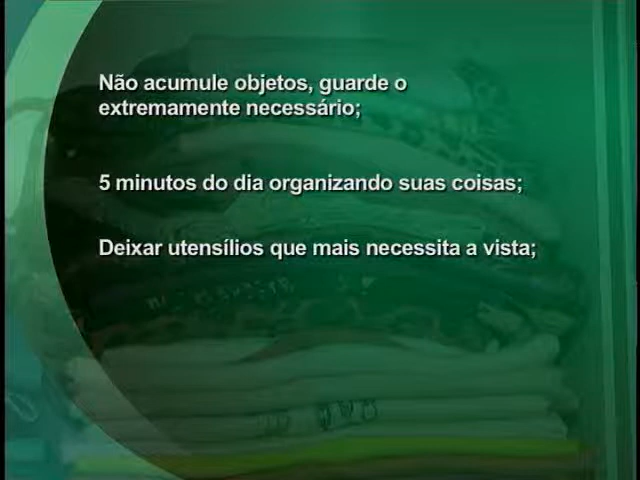 Não acumule objetos, guarde o
extremamente necessário;
5 minutos do dia organizando suas coisas;
Deixar utensílios que mais necessita a vista;